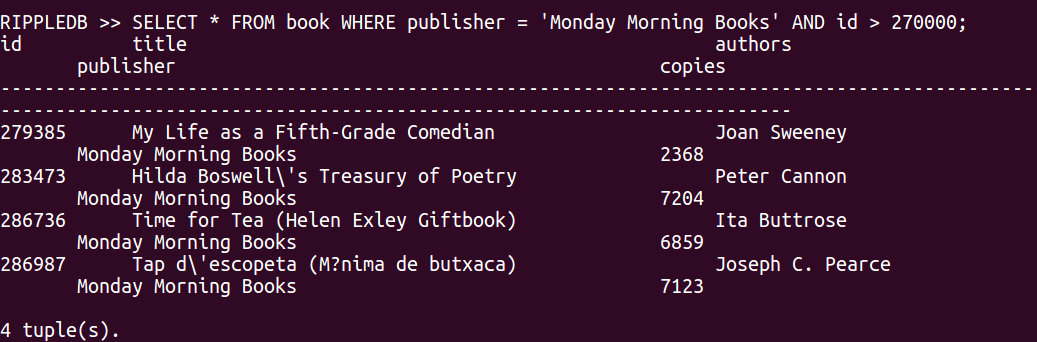 RIPPLEDB >> SELECT * FROM book WHERE publisher = 'Monday Morning Books' AND id > 270000;
id          title                                                authors
       publisher                                            copies
----------------------------------------------------------------------------------------------
------------------------------------------------------------------------
279385      My Life as a Fifth-Grade Comedian                    Joan Sweeney
       Monday Morning Books                                 2368
283473      Hilda Boswell\'s Treasury of Poetry                  Peter Cannon
       Monday Morning Books                                 7204
286736      Time for Tea (Helen Exley Giftbook)                  Ita Buttrose
       Monday Morning Books                                 6859
286987      Tap d\'escopeta (M?nima de butxaca)                  Joseph C. Pearce
       Monday Morning Books                                 7123
4 tuple(s).